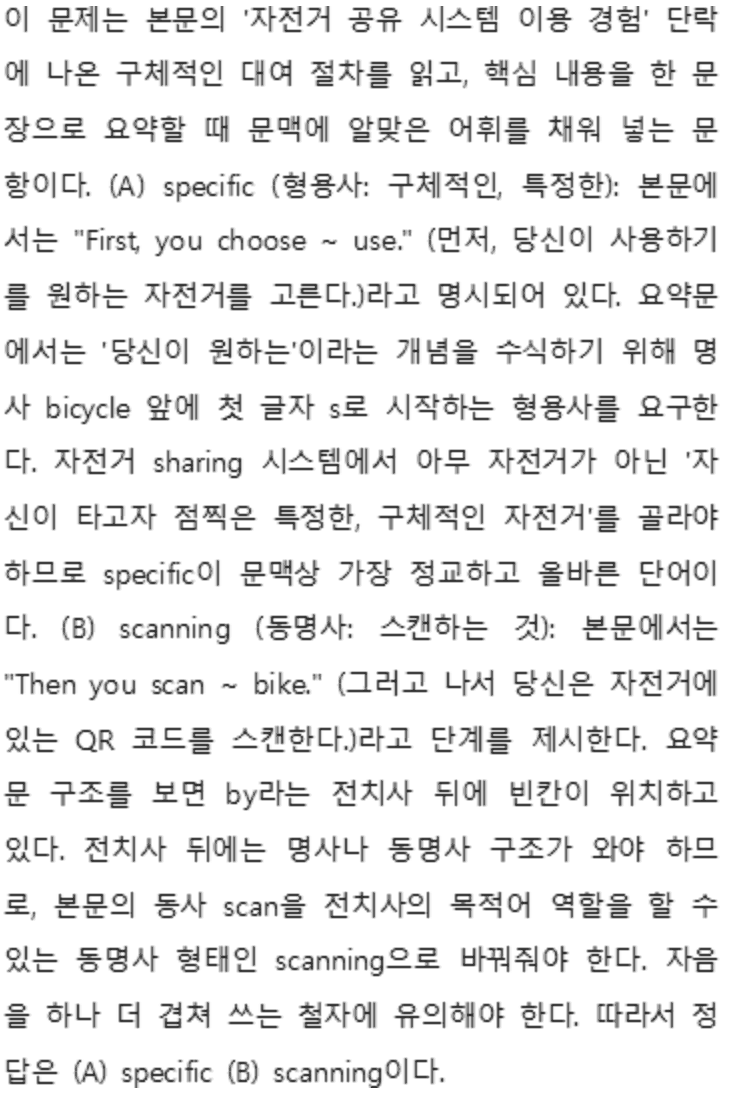 이 문제는 본문의 '자전거 공유 시스템 이용 경험' 단락
에 나온 구체적인 대여 절차를 읽고, 핵심 내용을 한 문
장으로 요약할 때 문맥에 알맞은 어휘를 채워 넣는 문
항이다. (A) specific (형용사: 구체적인, 특정한): 본문에
서는 "First, you choose ~ use." (먼저, 당신이 사용하기
를 원하는 자전거를 고른다.)라고 명시되어 있다. 요약문
에서는 '당신이 원하는'이라는 개념을 수식하기 위해 명
사 bicycle 앞에 첫 글자 s로 시작하는 형용사를 요구한
다. 자전거 sharing 시스템에서 아무 자전거가 아닌 '자
신이 타고자 점찍은 특정한, 구체적인 자전거'를 골라야
하므로 specific이 문맥상 가장 정교하고 올바른 단어이
다. (B) scanning (동명사: 스캔하는 것): 본문에서는
"Then you scan ~ bike." (그러고 나서 당신은 자전거에
있는 QR 코드를 스캔한다.)라고 단계를 제시한다. 요약
문 구조를 보면 by라는 전치사 뒤에 빈칸이 위치하고
있다. 전치사 뒤에는 명사나 동명사 구조가 와야 하므
로, 본문의 동사 scan을 전치사의 목적어 역할을 할 수
있는 동명사 형태인 scanning으로 바꿔줘야 한다. 자음
을 하나 더 겹쳐 쓰는 철자에 유의해야 한다. 따라서 정
답은 (A) specific (B) scanning이다.